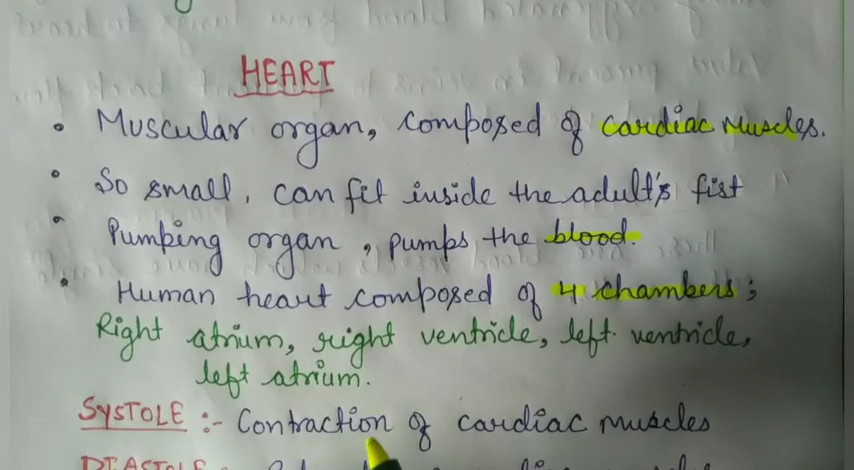 HEART
• Muscular organ, composed of cardiac muscles.
• So small, can fit inside the adult's fist
• Pumping organ, pumps the blood.
• Human heart composed of 4 chambers;
Right atrium, right ventricle, left ventricle,
left atrium.
SYSTOLE :- Contraction of cardiac muscles
DIASTOLE